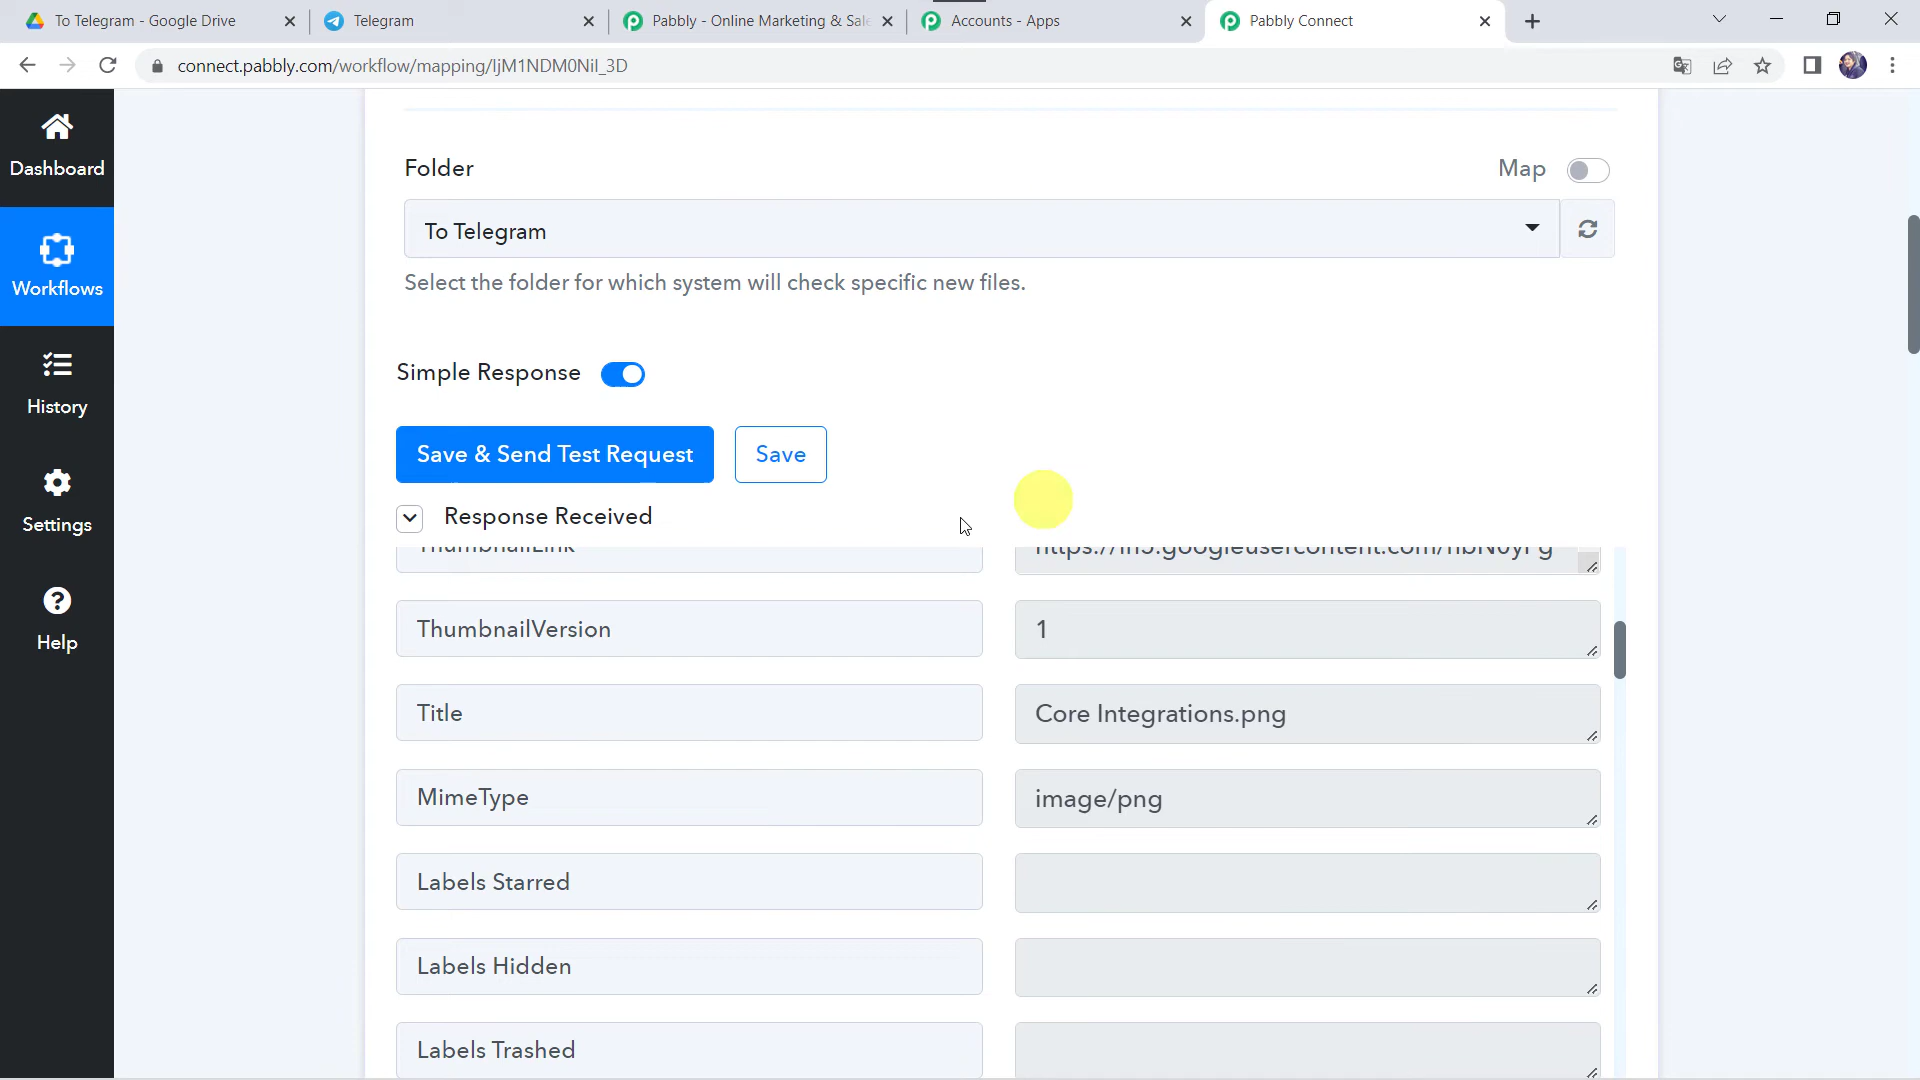 To Telegram - Google Drive
Telegram
Pabbly - Online Marketing & Sale
Accounts - Apps
Pabbly Connect
connect.pabbly.com/workflow/mapping/IjM1NDM0NiI_3D
Dashboard
Workflows
History
Settings
Help
Folder
Map
To Telegram
Select the folder for which system will check specific new files.
Simple Response
Save & Send Test Request
Save
Response Received
ThumbnailLink
ThumbnailVersion
1
Title
Core Integrations.png
MimeType
image/png
Labels Starred
Labels Hidden
Labels Trashed